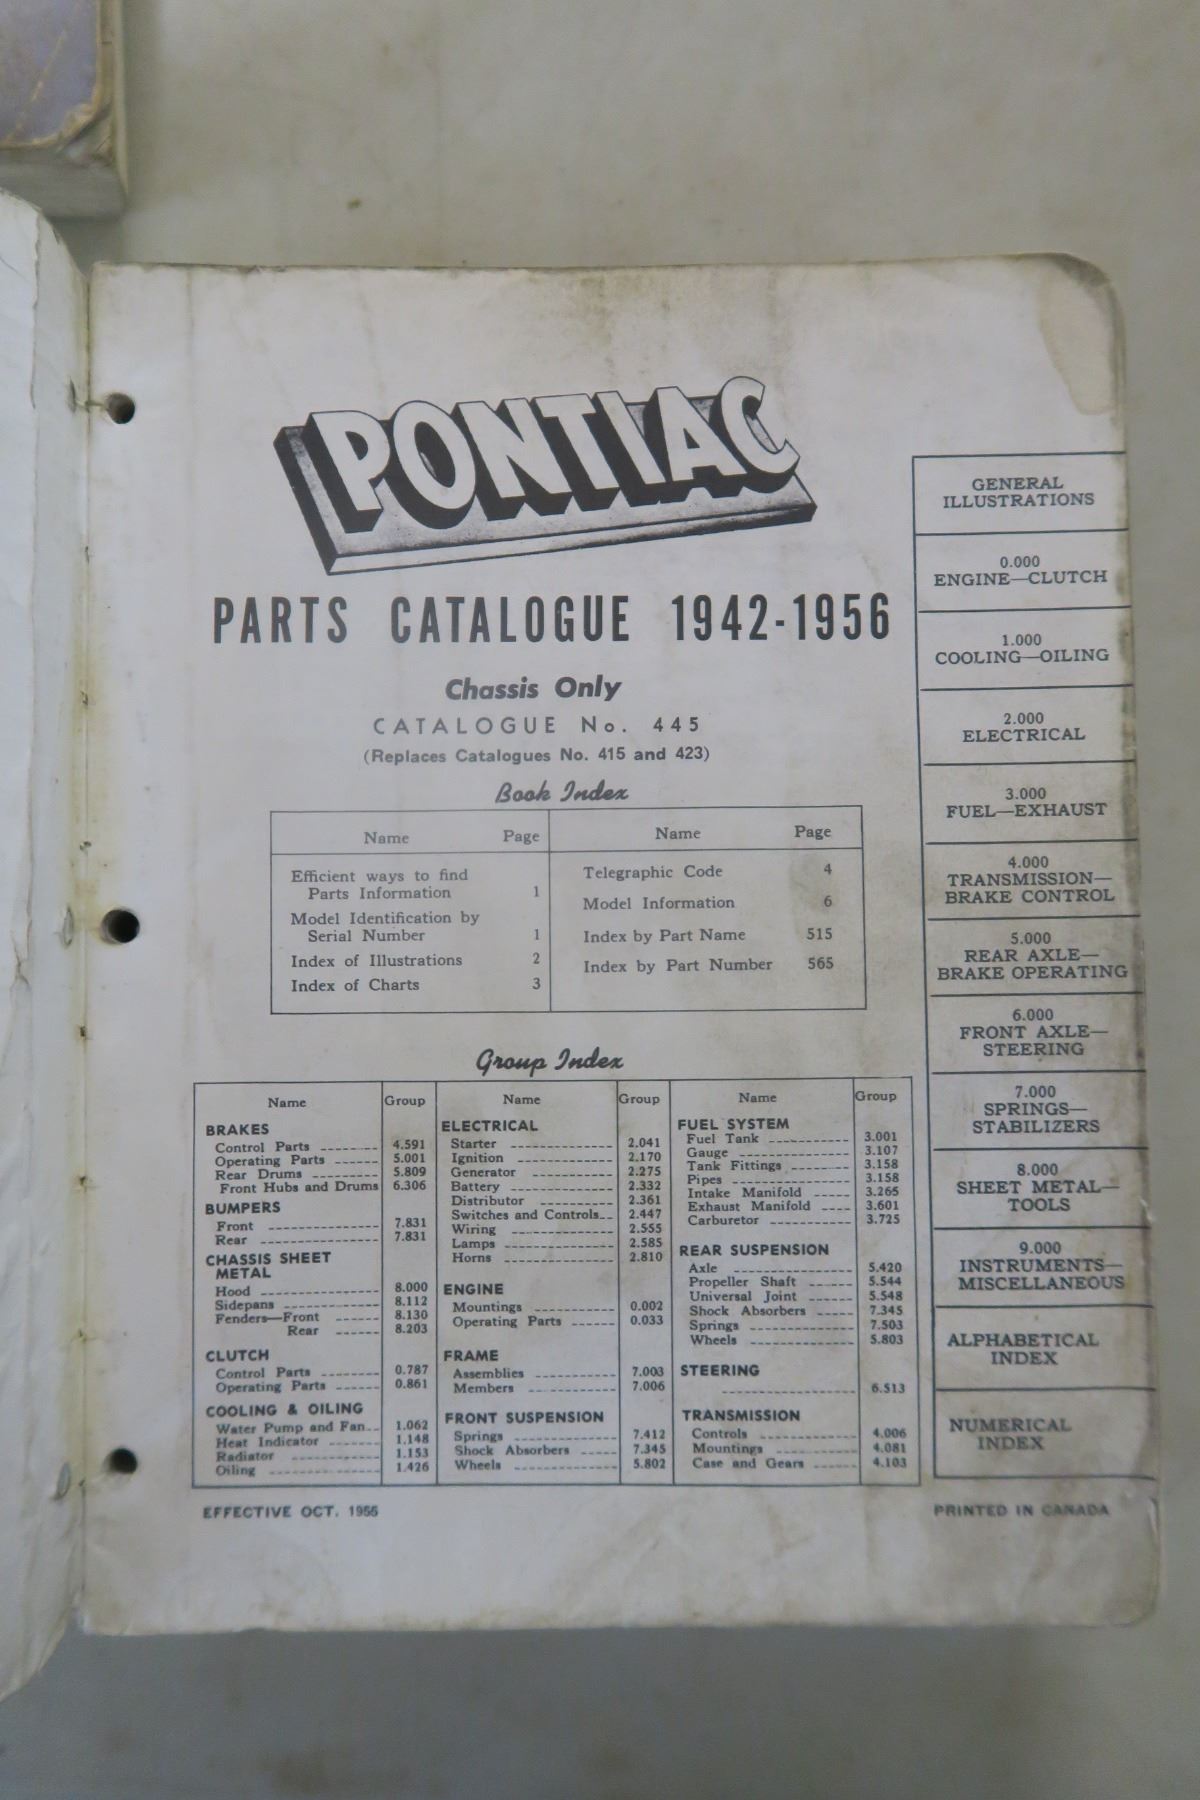 PONTIAC
PARTS CATALOGUE 1942-1956
Chassis Only
CATALOGUE No. 445
(Replaces Catalogues No. 415 and 423)
Book Index
Name Page Name Page
Efficient ways to find
Parts Information 1
Model Identification by
Serial Number 1
Index of Illustrations 2
Index of Charts 3
Telegraphic Code 4
Model Information 6
Index by Part Name 515
Index by Part Number 565
Group Index
Name Group
BRAKES
Control Parts 4.591
Operating Parts 5.001
Rear Drums 5.809
Front Hubs and Drums 6.306
BUMPERS
Front 7.831
Rear 7.831
CHASSIS SHEET
METAL
Hood 8.000
Sidepans 8.112
Fenders—Front 8.130
Rear 8.203
CLUTCH
Control Parts 0.787
Operating Parts 0.861
COOLING & OILING
Water Pump and Fan 1.062
Heat Indicator 1.148
Radiator 1.153
Oiling 1.426
Name Group
ELECTRICAL
Starter 2.041
Ignition 2.170
Generator 2.275
Battery 2.332
Distributor 2.361
Switches and Controls 2.447
Wiring 2.555
Lamps 2.585
Horns 2.810
ENGINE
Mountings 0.002
Operating Parts 0.033
FRAME
Assemblies 7.003
Members 7.006
FRONT SUSPENSION
Springs 7.412
Shock Absorbers 7.345
Wheels 5.802
Name Group
FUEL SYSTEM
Fuel Tank 3.001
Gauge 3.107
Tank Fittings 3.158
Pipes 3.158
Intake Manifold 3.265
Exhaust Manifold 3.601
Carburetor 3.725
REAR SUSPENSION
Axle 5.420
Propeller Shaft 5.544
Universal Joint 5.548
Shock Absorbers 7.345
Springs 7.503
Wheels 5.803
STEERING
6.513
TRANSMISSION
Controls 4.006
Mountings 4.081
Case and Gears 4.103
EFFECTIVE OCT. 1956
GENERAL
ILLUSTRATIONS
0.000
ENGINE—CLUTCH
1.000
COOLING—OILING
2.000
ELECTRICAL
3.000
FUEL—EXHAUST
4.000
TRANSMISSION—
BRAKE CONTROL
5.000
REAR AXLE—
BRAKE OPERATING
6.000
FRONT AXLE—
STEERING
7.000
SPRINGS—
STABILIZERS
8.000
SHEET METAL—
TOOLS
9.000
INSTRUMENTS—
MISCELLANEOUS
ALPHABETICAL
INDEX
NUMERICAL
INDEX
PRINTED IN CANADA